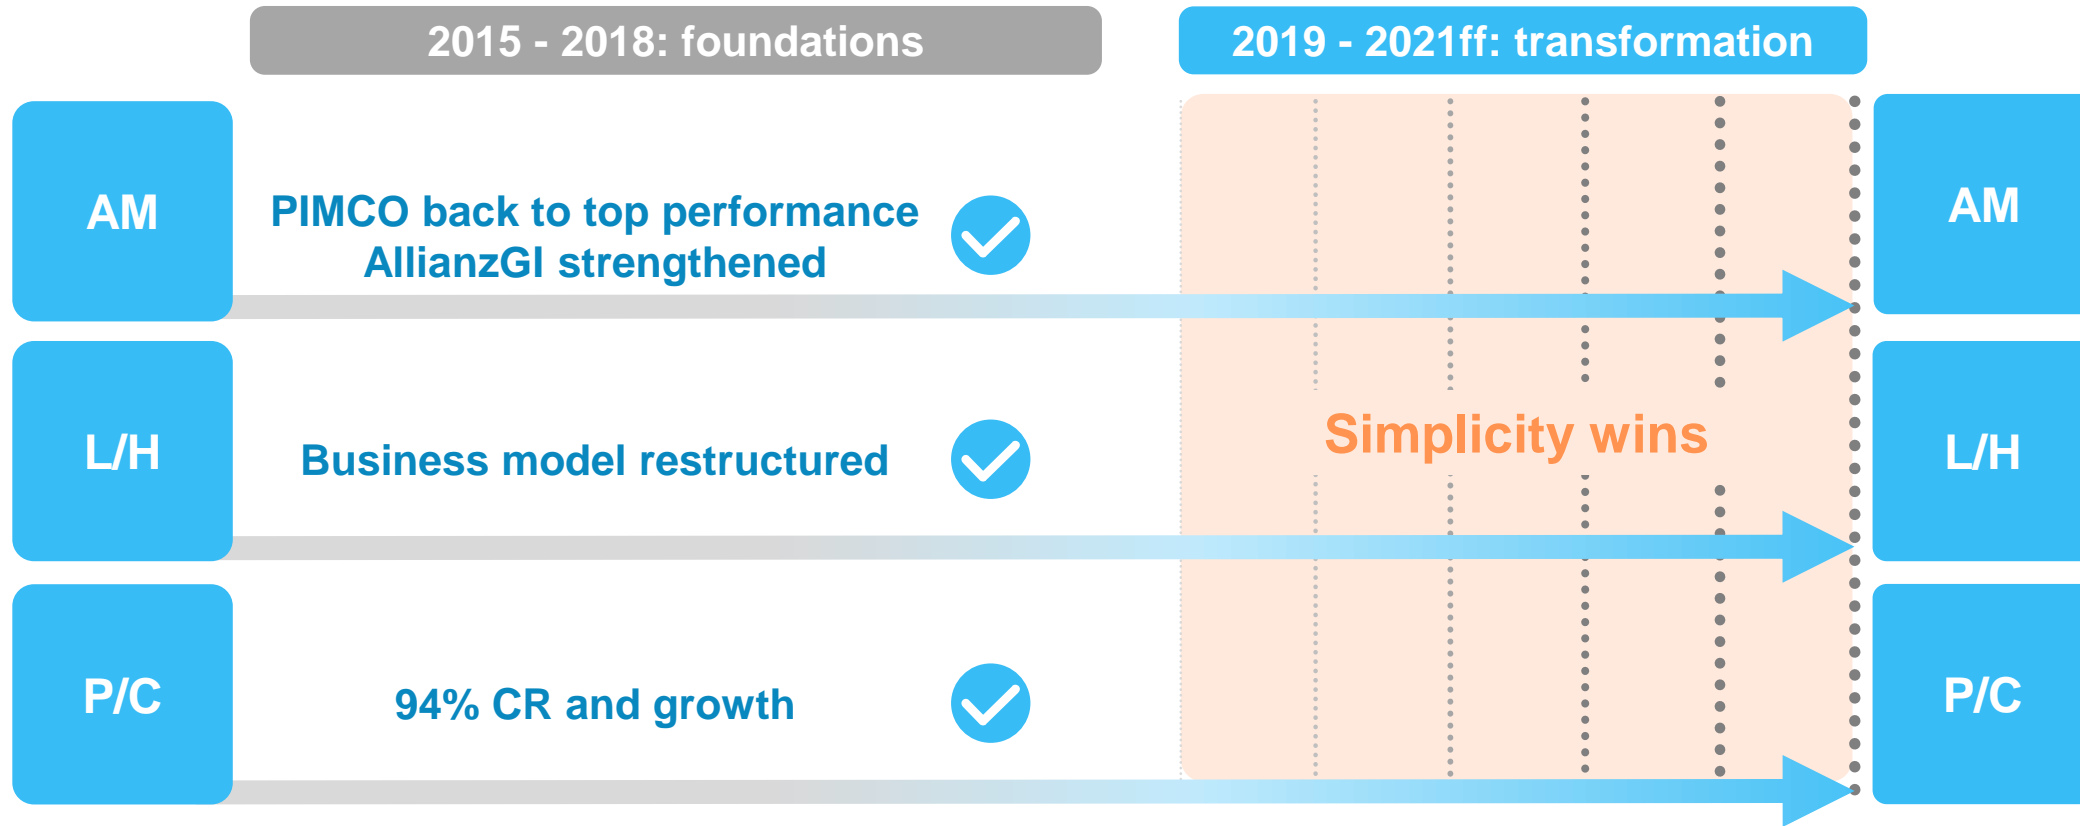 2015 - 2018: foundations
2019 - 2021ff: transformation
AM
PIMCO back to top performance
AllianzGI strengthened
AM
L/H
Business model restructured
Simplicity wins
L/H
P/C
94% CR and growth
P/C